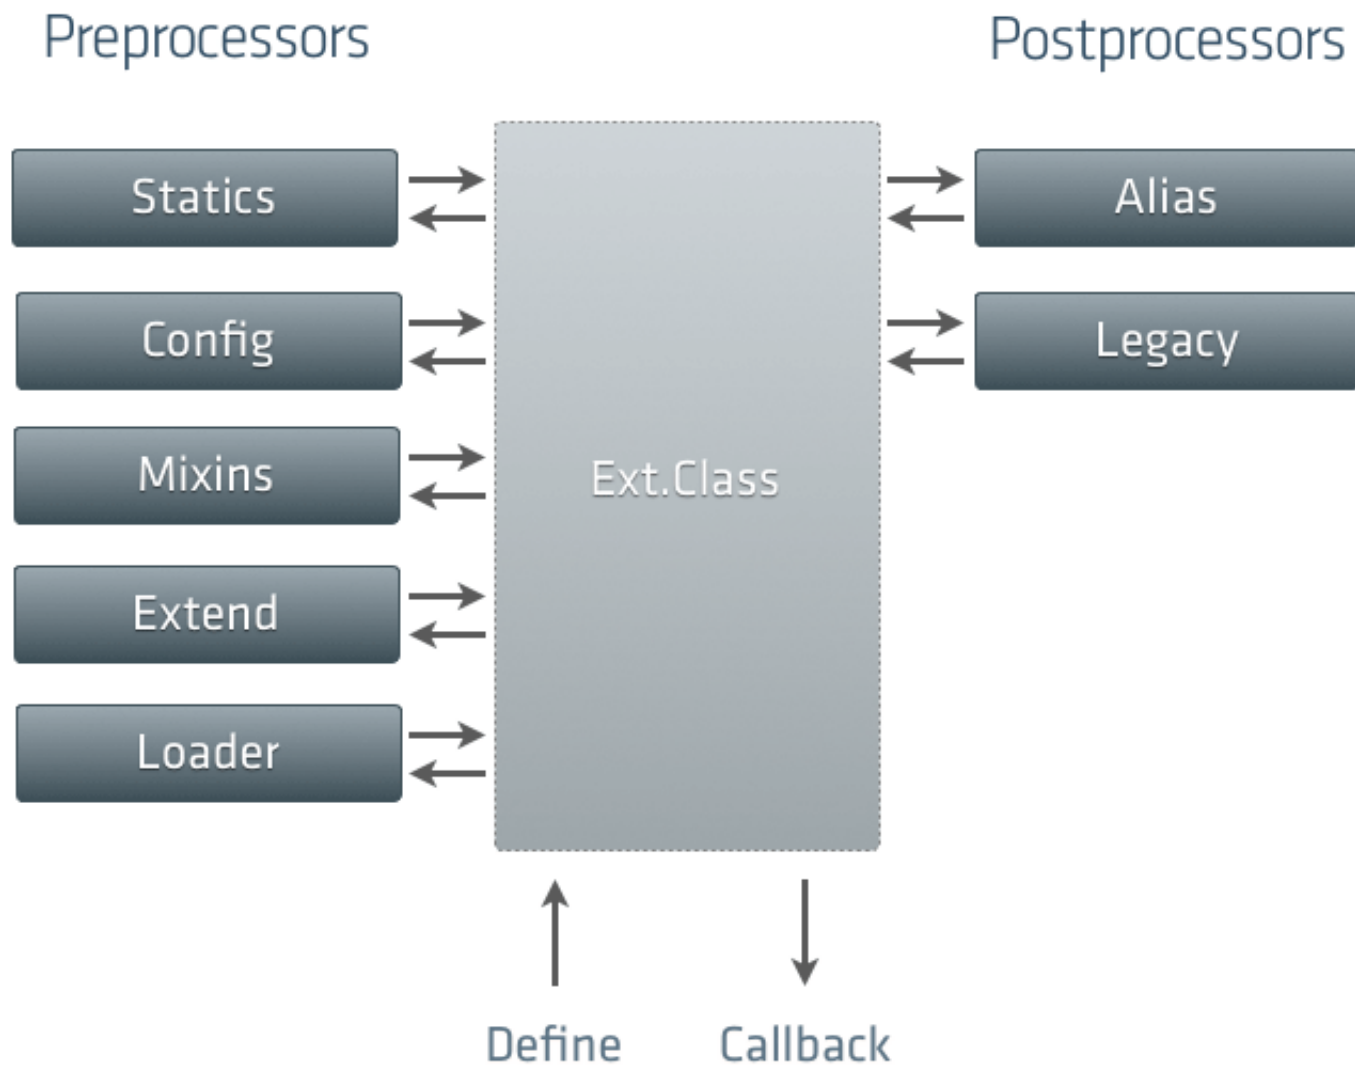 Preprocessors
Postprocessors
Statics
Alias
Config
Legacy
Mixins
Ext.Class
Extend
Loader
Define
Callback